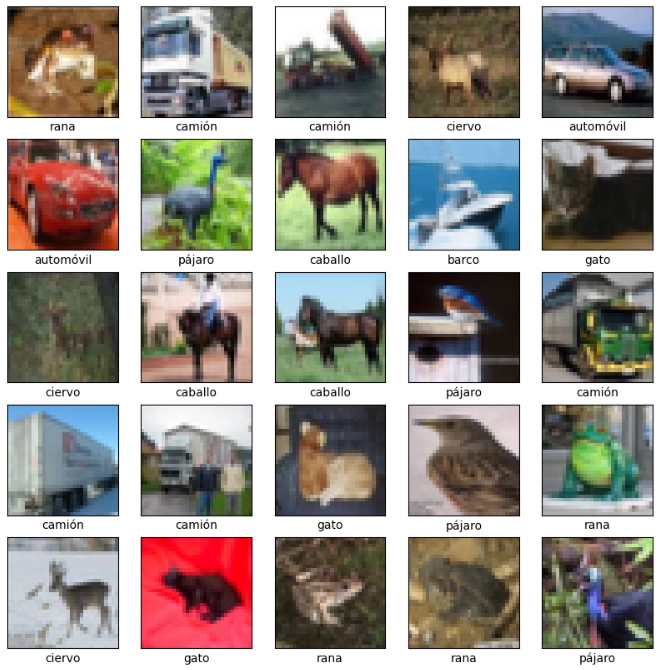 rana
camión
camión
ciervo
automóvil
automóvil
pájaro
caballo
barco
gato
ciervo
caballo
caballo
pájaro
camión
camión
camión
gato
pájaro
rana
ciervo
gato
rana
rana
pájaro